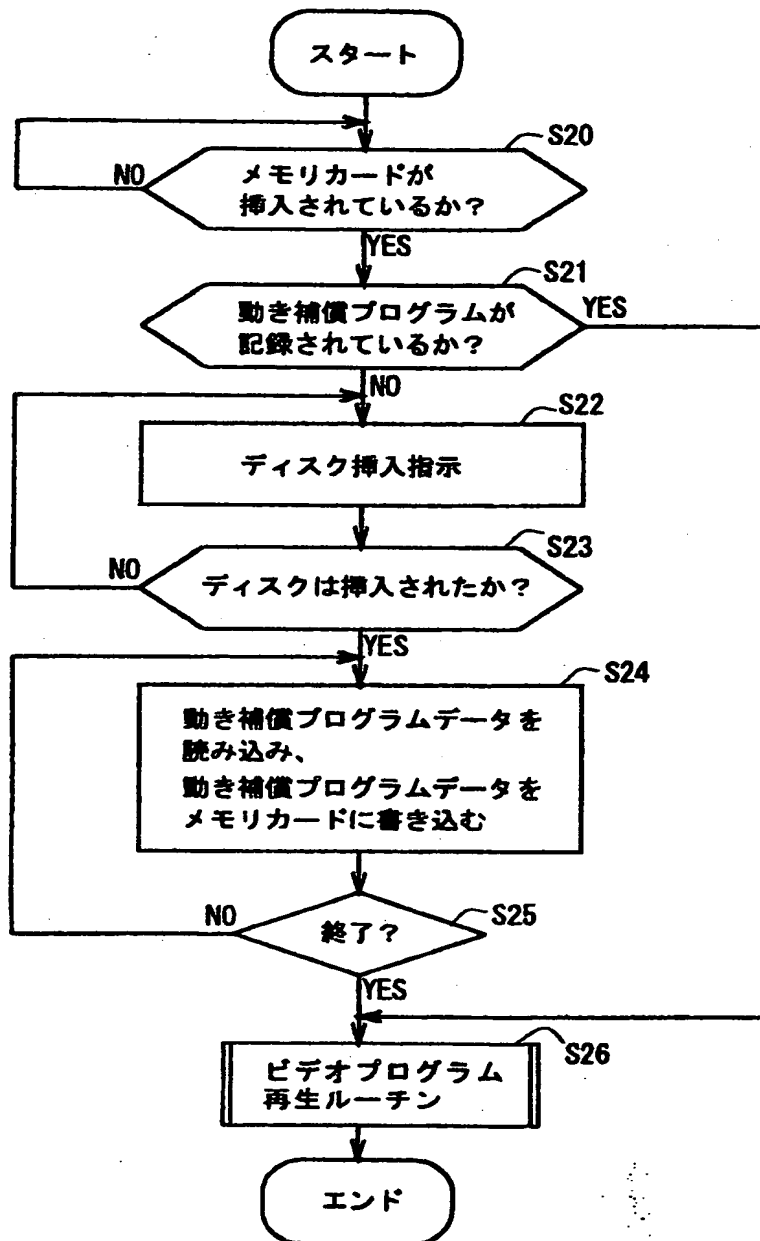 スタート
S20
NO
メモリカードが
挿入されているか？
YES
S21
動き補償プログラムが
記録されているか？
YES
NO
S22
ディスク挿入指示
S23
NO
ディスクは挿入されたか？
YES
S24
動き補償プログラムデータを
読み込み、
動き補償プログラムデータを
メモリカードに書き込む
NO
S25
終了？
YES
S26
ビデオプログラム
再生ルーチン
エンド